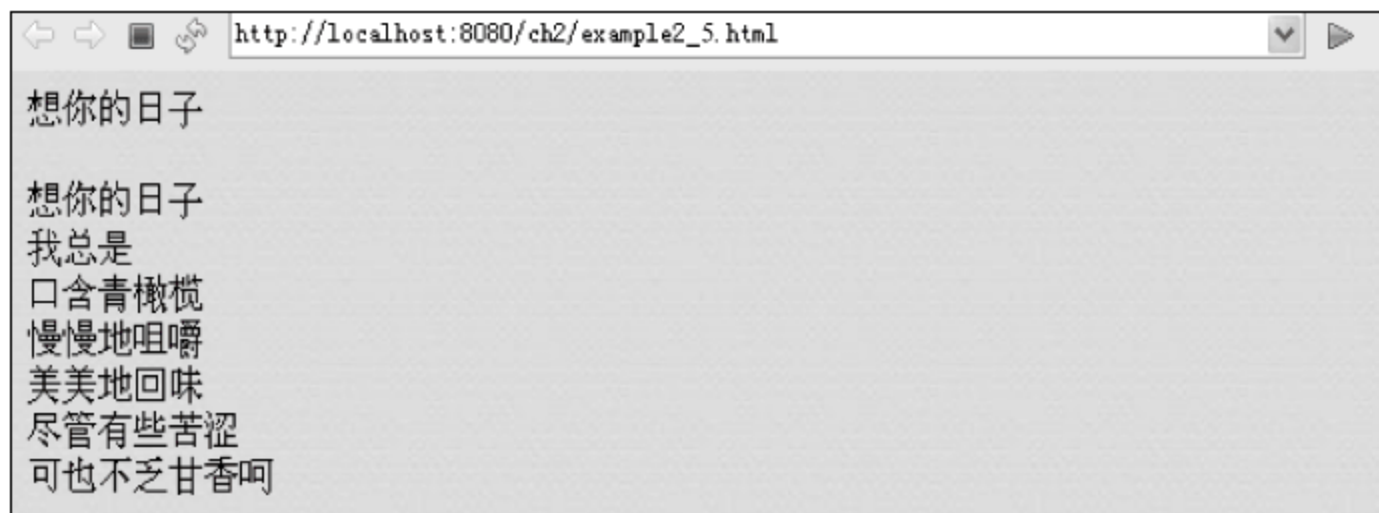 http://localhost:8080/ch2/example2_5.html
想你的日子
想你的日子
我总是
口含青橄榄
慢慢地咀嚼
美美地回味
尽管有些苦涩
可也不乏甘香呵